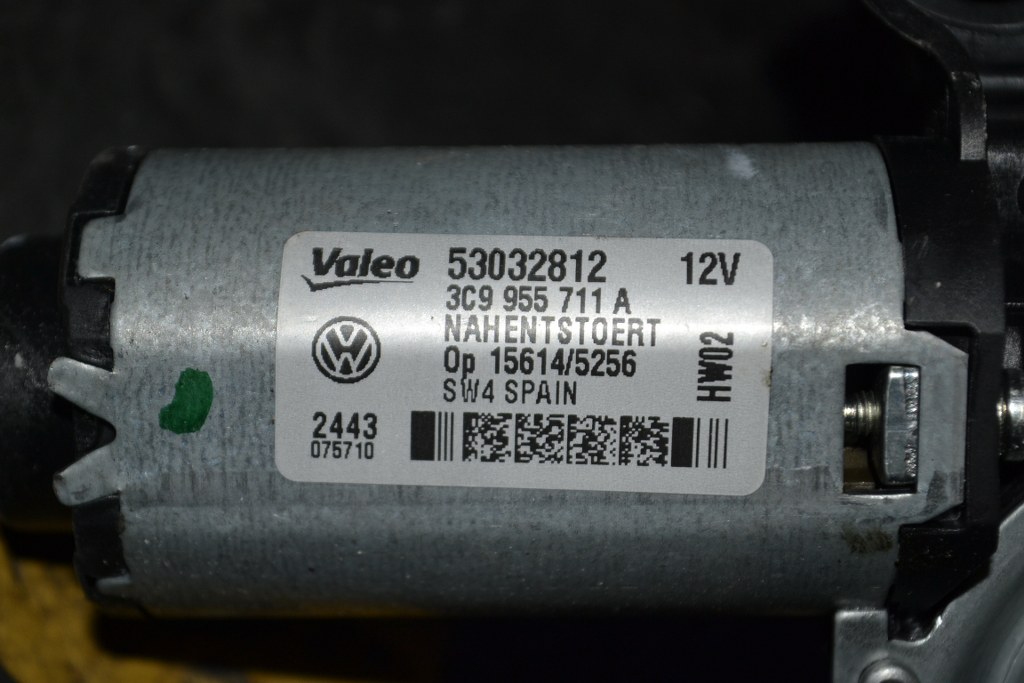 Valeo 53032812 12V
3C9 955 711 A
NAHENTSTOERT
Op 15614/5256
SW4 SPAIN
HW02
2443
075710